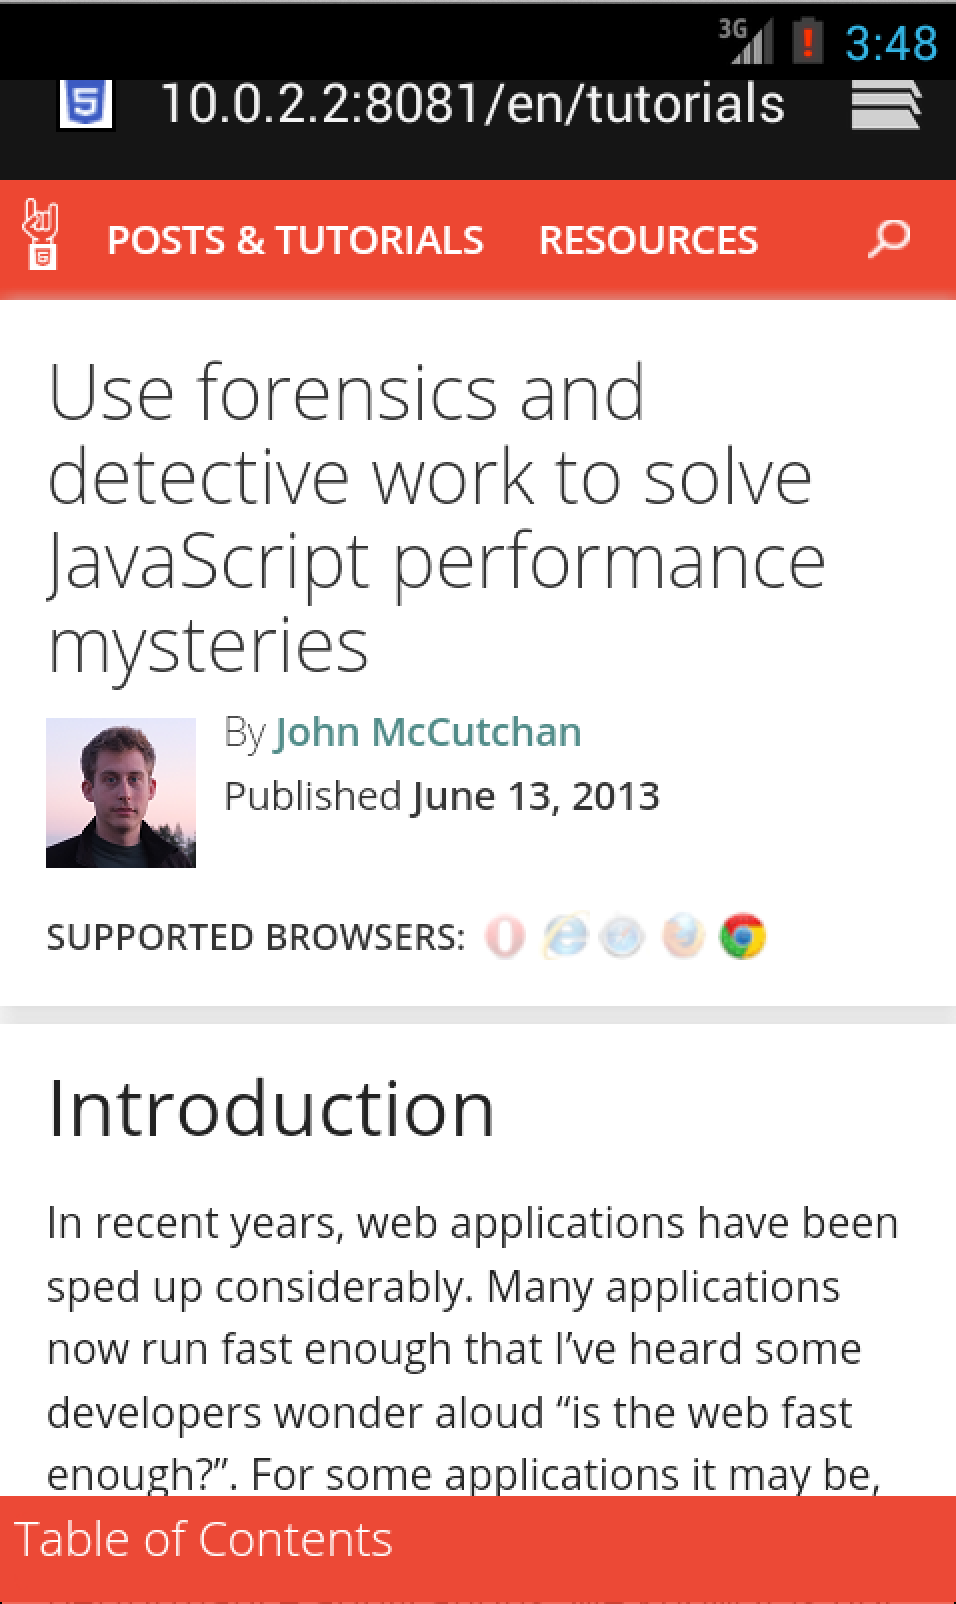 3G 3:48
10.0.2.2:8081/en/tutorials
POSTS & TUTORIALS RESOURCES
Use forensics and
detective work to solve
JavaScript performance
mysteries
By John McCutchan
Published June 13, 2013
SUPPORTED BROWSERS:
Introduction
In recent years, web applications have been
sped up considerably. Many applications
now run fast enough that I’ve heard some
developers wonder aloud “is the web fast
enough?”. For some applications it may be,
Table of Contents